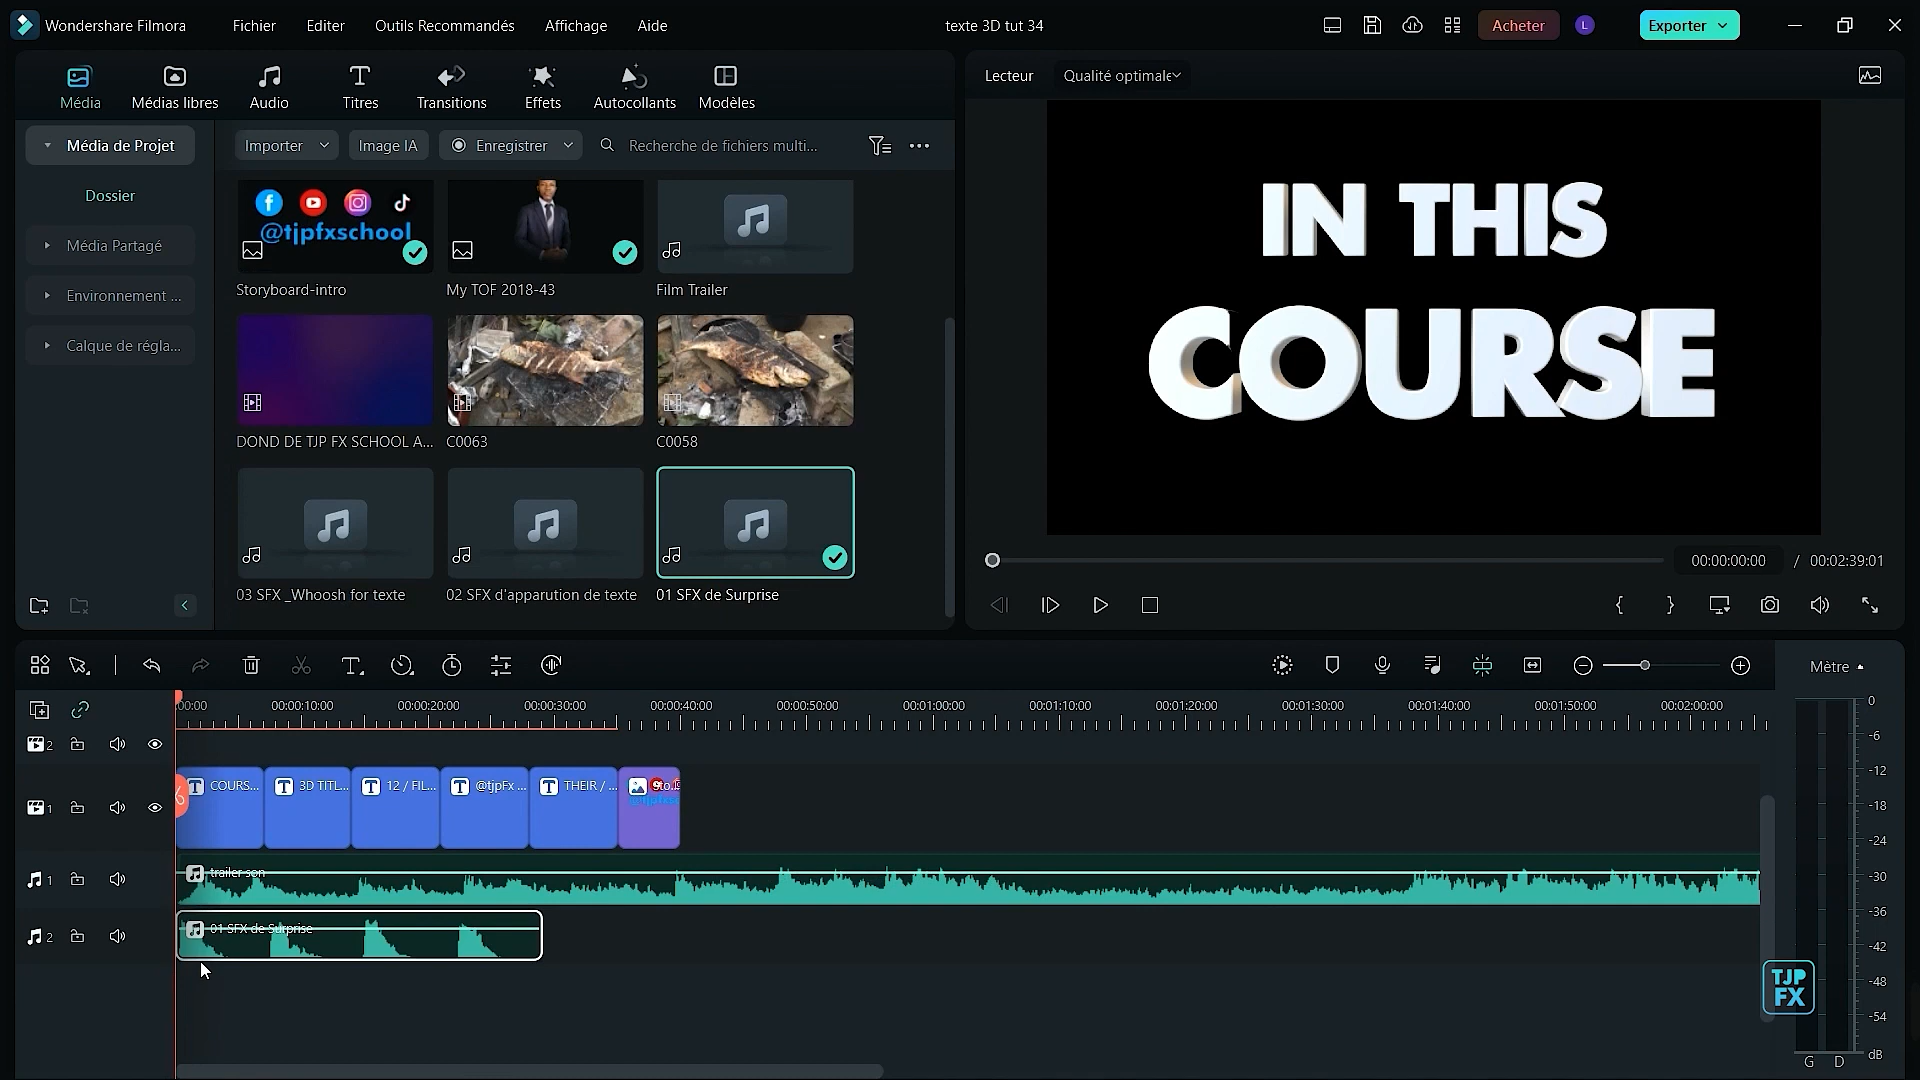 Wondershare Filmora
Fichier
Editer
Outils Recommandés
Affichage
Aide
texte 3D tut 34
Acheter
L
Exporter
Média
Médias libres
Audio
Titres
Transitions
Effets
Autocollants
Modèles
Lecteur
Qualité optimale
Média de Projet
Importer
Image IA
Enregistrer
Recherche de fichiers multi...
Dossier
Média Partagé
Environnement ...
Calque de régla...
@tjpfxschool
Storyboard-intro
My TOF 2018-43
Film Trailer
DOND DE TJP FX SCHOOL A...
C0063
C0058
03 SFX _Whoosh for texte
02 SFX d'apparution de texte
01 SFX de Surprise
IN THIS
COURSE
00:00:00:00 / 00:02:39:01
Mètre
:00:00
00:00:10:00
00:00:20:00
00:00:30:00
00:00:40:00
00:00:50:00
00:01:00:00
00:01:10:00
00:01:20:00
00:01:30:00
00:01:40:00
00:01:50:00
00:02:00:00
2
1
COURS...
3D TITL...
12 / FIL...
@tjpFx ...
THEIR / ...
1
trailer son
2
01 SFX de Surprise
TJP
FX
0
-6
-12
-18
-24
-30
-36
-42
-48
-54
dB
G D